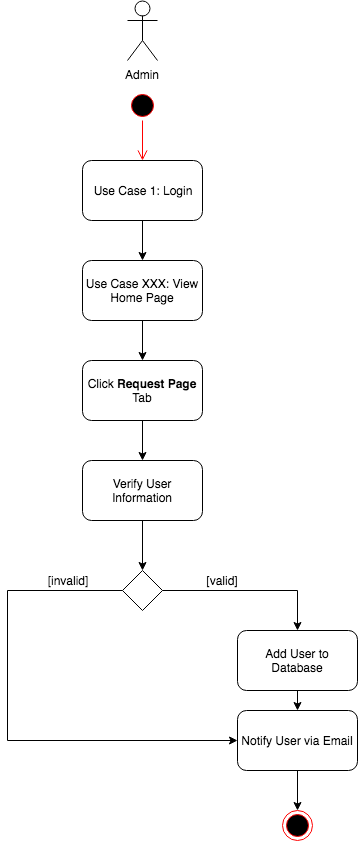 Admin
Use Case 1: Login
Use Case XXX: View
Home Page
Click Request Page
Tab
Verify User
Information
[invalid]
[valid]
Add User to
Database
Notify User via Email